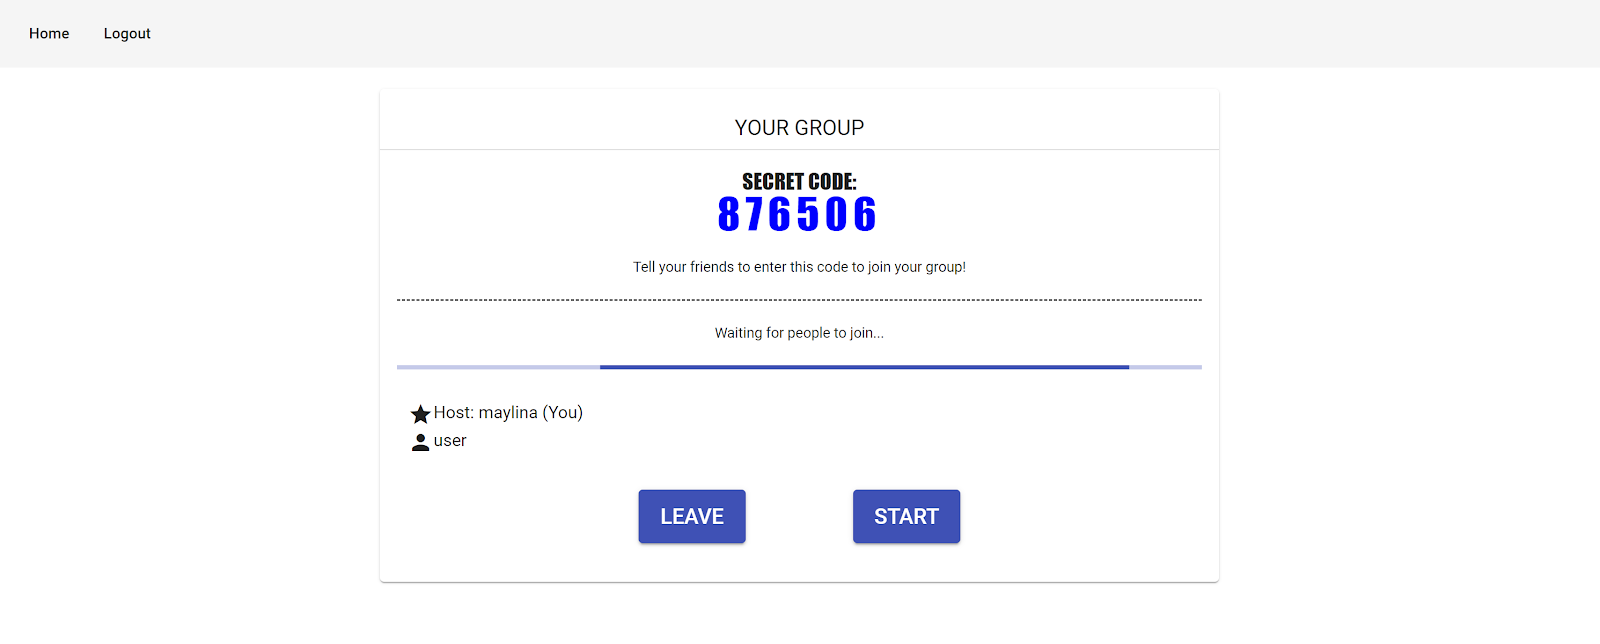 Home Logout
YOUR GROUP
SECRET CODE:
876506
Tell your friends to enter this code to join your group!
Waiting for people to join...
Host: maylina (You)
user
LEAVE START